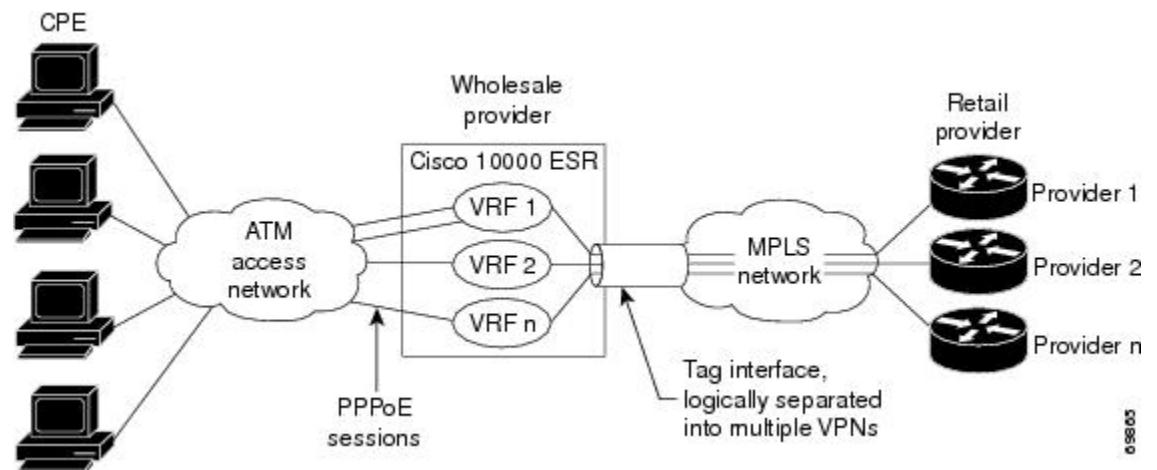 CPE
Wholesale
provider
Retail
provider
Cisco 10000 ESR
VRF 1
Provider 1
ATM
access
network
VRF 2
MPLS
network
Provider 2
VRF n
Provider n
PPPoE
sessions
Tag interface,
logically separated
into multiple VPNs
69865